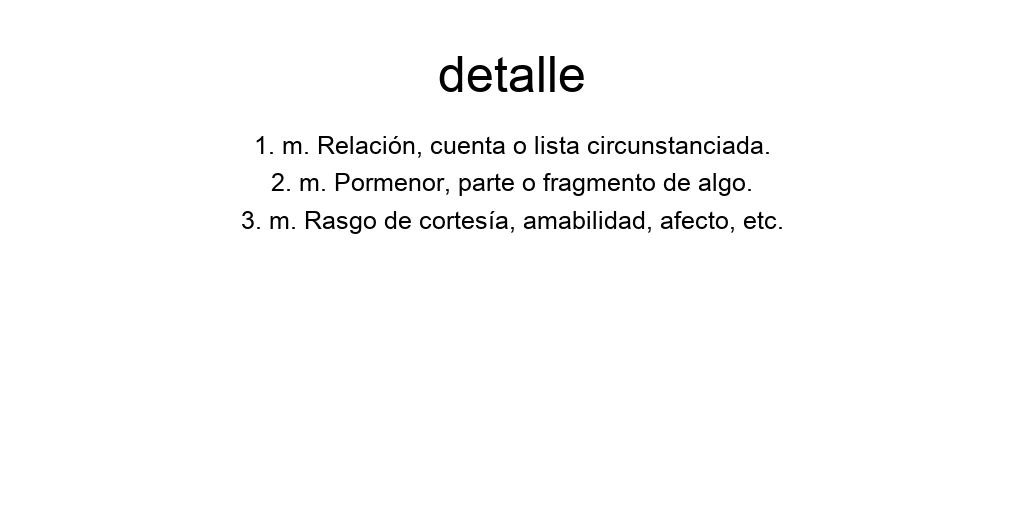 detalle
1. m. Relación, cuenta o lista circunstanciada.
2. m. Pormenor, parte o fragmento de algo.
3. m. Rasgo de cortesía, amabilidad, afecto, etc.